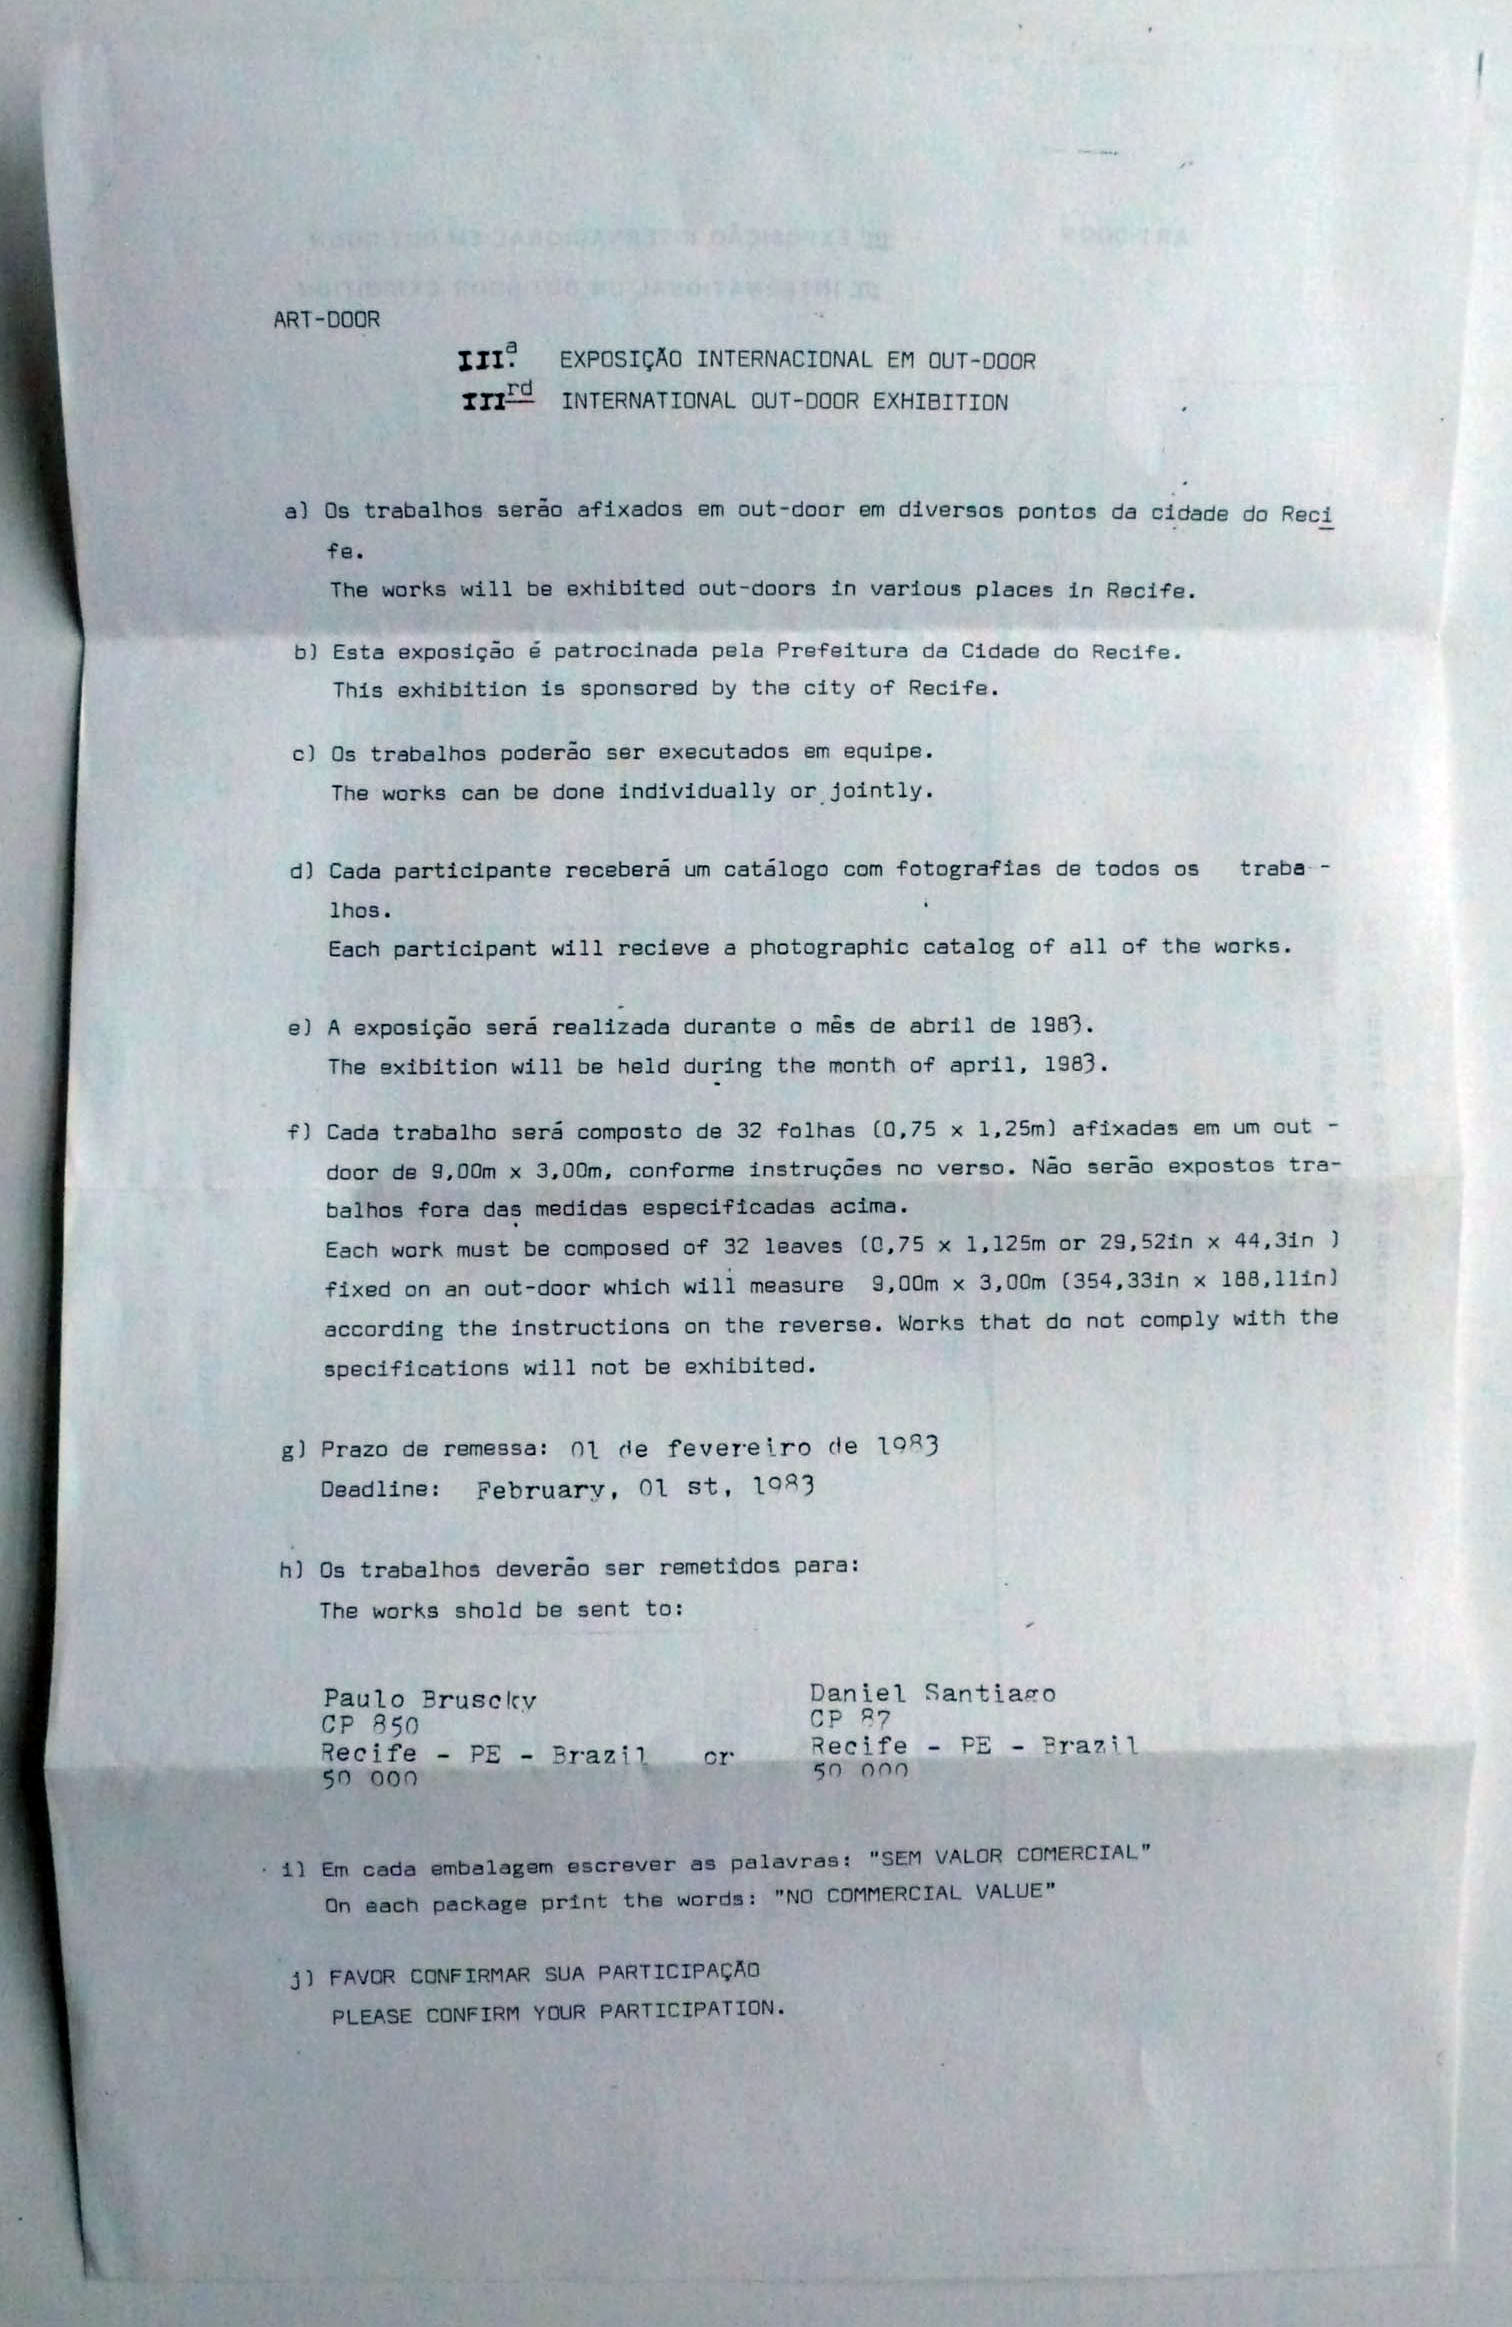 ART-DOOR
III.ª EXPOSIÇÃO INTERNACIONAL EM OUT-DOOR
IIIrd INTERNATIONAL OUT-DOOR EXHIBITION
a) Os trabalhos serão afixados em out-door em diversos pontos da cidade do Reci
fe.
The works will be exhibited out-doors in various places in Recife.
b) Esta exposição é patrocinada pela Prefeitura da Cidade do Recife.
This exhibition is sponsored by the city of Recife.
c) Os trabalhos poderão ser executados em equipe.
The works can be done individually or jointly.
d) Cada participante receberá um catálogo com fotografias de todos os traba -
lhos.
Each participant will recieve a photographic catalog of all of the works.
e) A exposição será realizada durante o mês de abril de 1983.
The exibition will be held during the month of april, 1983.
f) Cada trabalho será composto de 32 folhas (0,75 x 1,25m) afixadas em um out -
door de 9,00m x 3,00m, conforme instruções no verso. Não serão expostos tra-
balhos fora das medidas especificadas acima.
Each work must be composed of 32 leaves (0,75 x 1,125m or 29,52in x 44,3in )
fixed on an out-door which will measure 9,00m x 3,00m (354,33in x 188,11in)
according the instructions on the reverse. Works that do not comply with the
specifications will not be exhibited.
g) Prazo de remessa: 01 de fevereiro de 1983
Deadline: February, 01 st, 1983
h) Os trabalhos deverão ser remetidos para:
The works shold be sent to:
Paulo Bruscky
CP 850
Recife - PE - Brazil or
50 000
Daniel Santiago
CP 87
Recife - PE - Brazil
50 000
i) Em cada embalagem escrever as palavras: "SEM VALOR COMERCIAL"
On each package print the words: "NO COMMERCIAL VALUE"
j) FAVOR CONFIRMAR SUA PARTICIPAÇÃO
PLEASE CONFIRM YOUR PARTICIPATION.